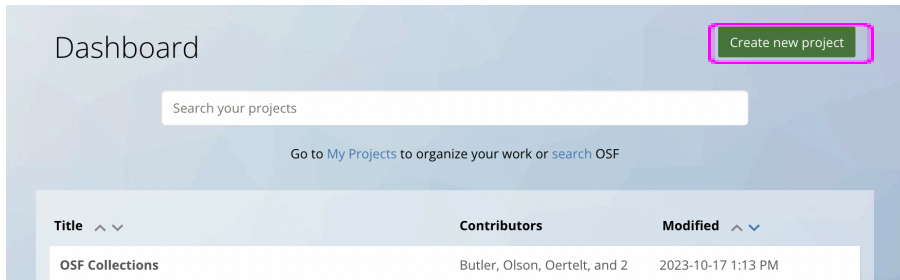 Dashboard
Create new project
Search your projects
Go to My Projects to organize your work or search OSF
Title Contributors Modified
OSF Collections Butler, Olson, Oertelt, and 2 2023-10-17 1:13 PM